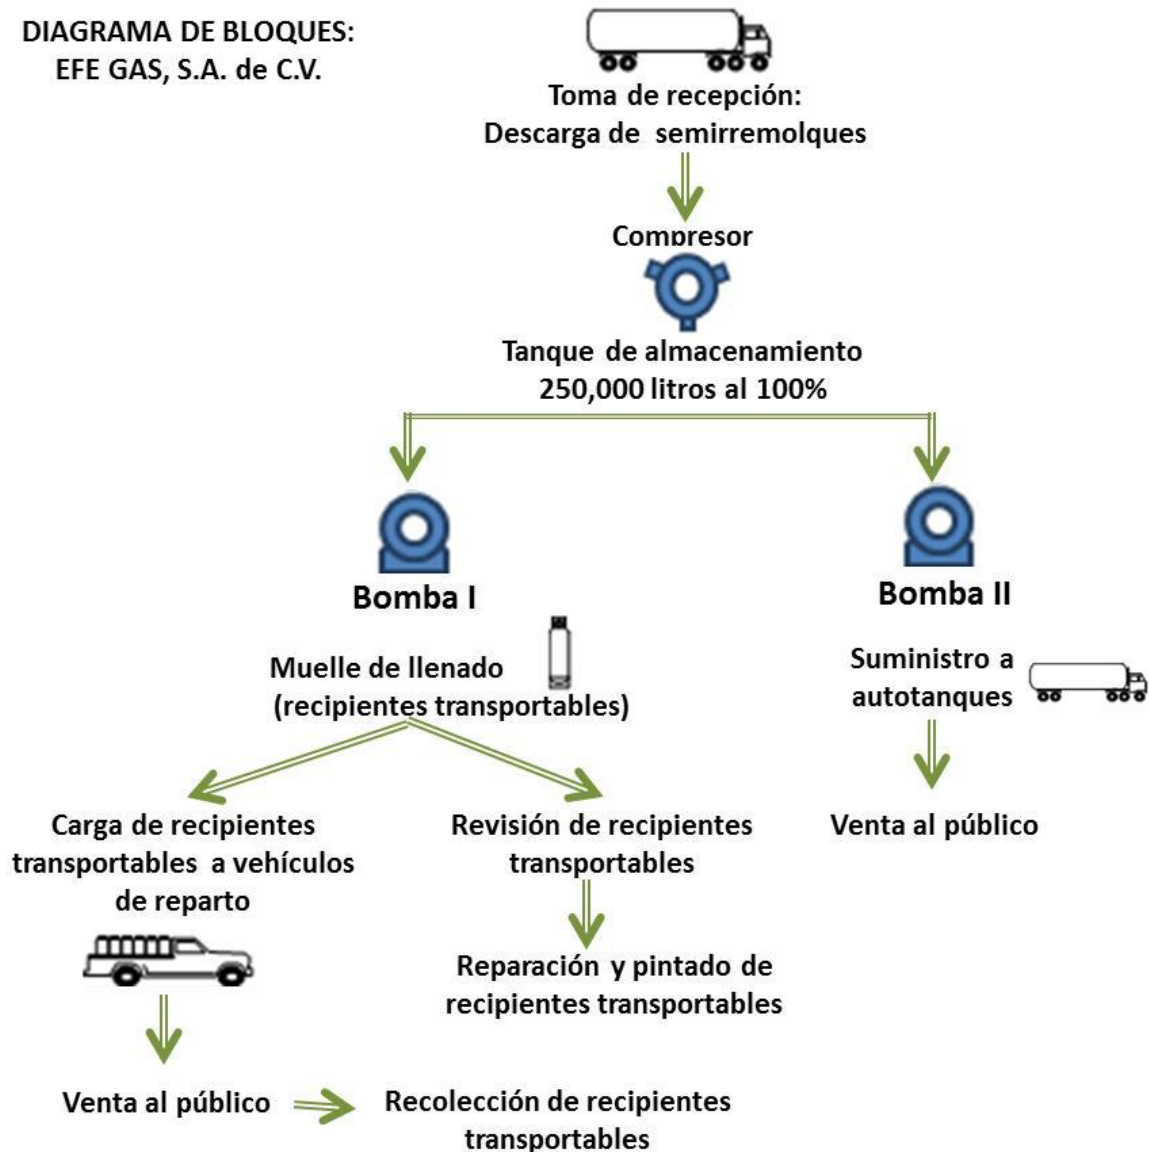 DIAGRAMA DE BLOQUES:
EFE GAS, S.A. de C.V.
Toma de recepción:
Descarga de semirremolques
Compresor
Tanque de almacenamiento
250,000 litros al 100%
Bomba I
Bomba II
Muelle de llenado
(recipientes transportables)
Suministro a
autotanques
Carga de recipientes
transportables a vehículos
de reparto
Revisión de recipientes
transportables
Venta al público
Reparación y pintado de
recipientes transportables
Venta al público
Recolección de recipientes
transportables